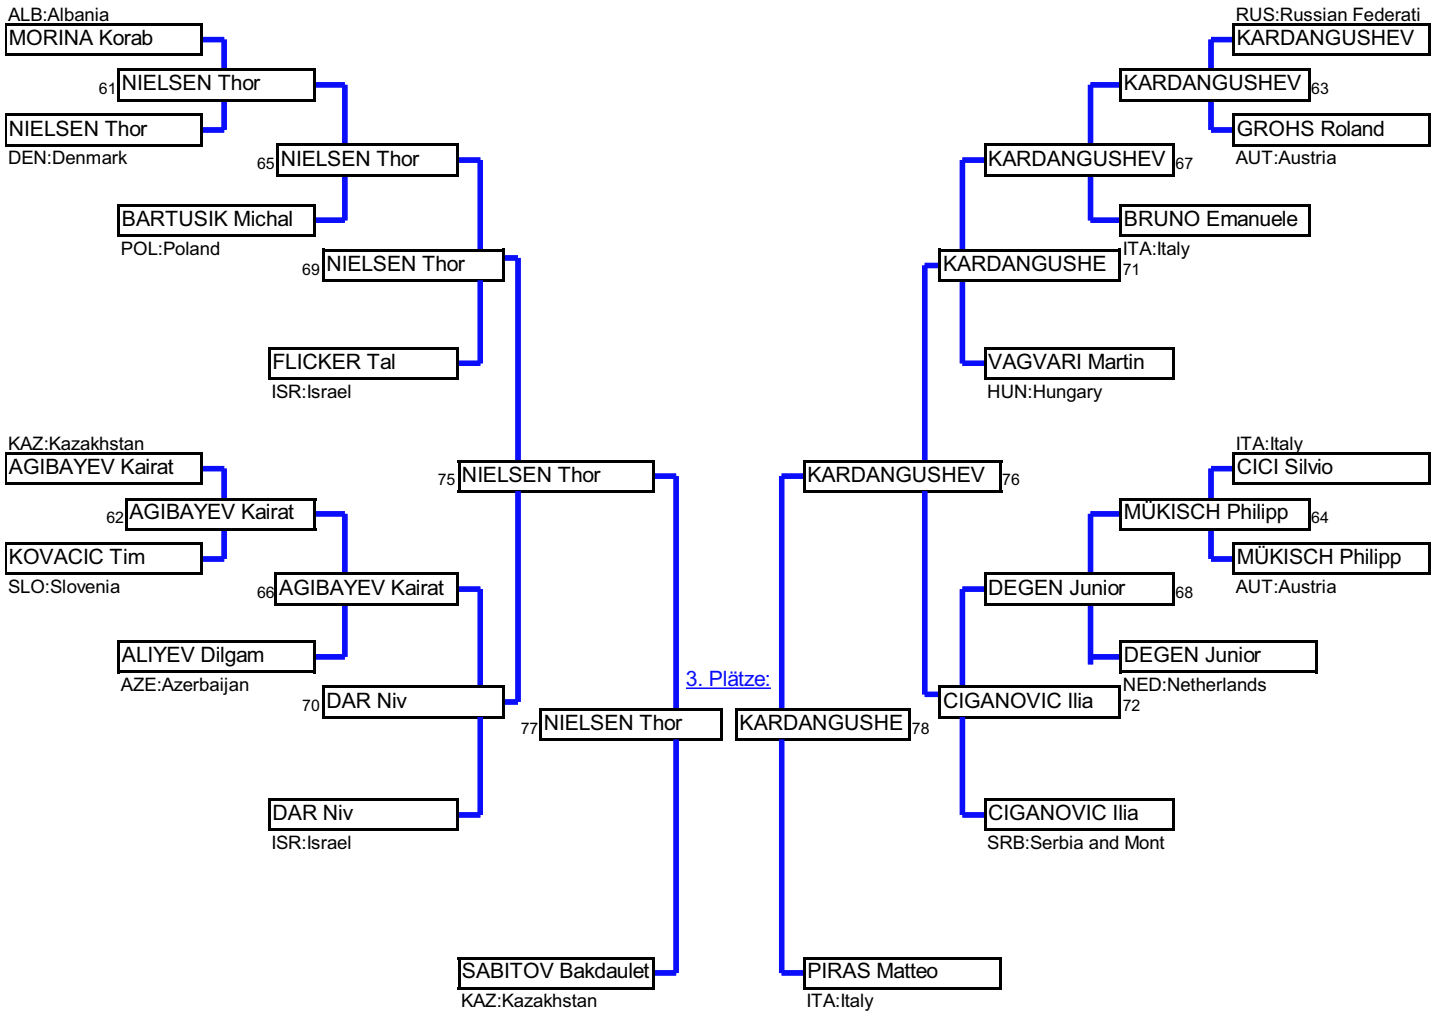 ALB:Albania
MORINA Korab
61 NIELSEN Thor
NIELSEN Thor
DEN:Denmark
65 NIELSEN Thor
BARTUSIK Michal
POL:Poland
69 NIELSEN Thor
FLICKER Tal
ISR:Israel
KAZ:Kazakhstan
AGIBAYEV Kairat
75 NIELSEN Thor
62 AGIBAYEV Kairat
KOVACIC Tim
SLO:Slovenia
66 AGIBAYEV Kairat
ALIYEV Dilgam
AZE:Azerbaijan
70 DAR Niv
77 NIELSEN Thor
DAR Niv
ISR:Israel
SABITOV Bakdaulet
KAZ:Kazakhstan
3. Plätze:
RUS:Russian Federati
KARDANGUSHEV
KARDANGUSHEV 63
GROHS Roland
AUT:Austria
KARDANGUSHEV 67
BRUNO Emanuele
ITA:Italy
KARDANGUSHE 71
VAGVARI Martin
HUN:Hungary
ITA:Italy
CICI Silvio
KARDANGUSHEV 76
MÜKISCH Philipp 64
MÜKISCH Philipp
AUT:Austria
DEGEN Junior 68
DEGEN Junior
NED:Netherlands
CIGANOVIC Ilia 72
KARDANGUSHE 78
CIGANOVIC Ilia
SRB:Serbia and Mont
PIRAS Matteo
ITA:Italy